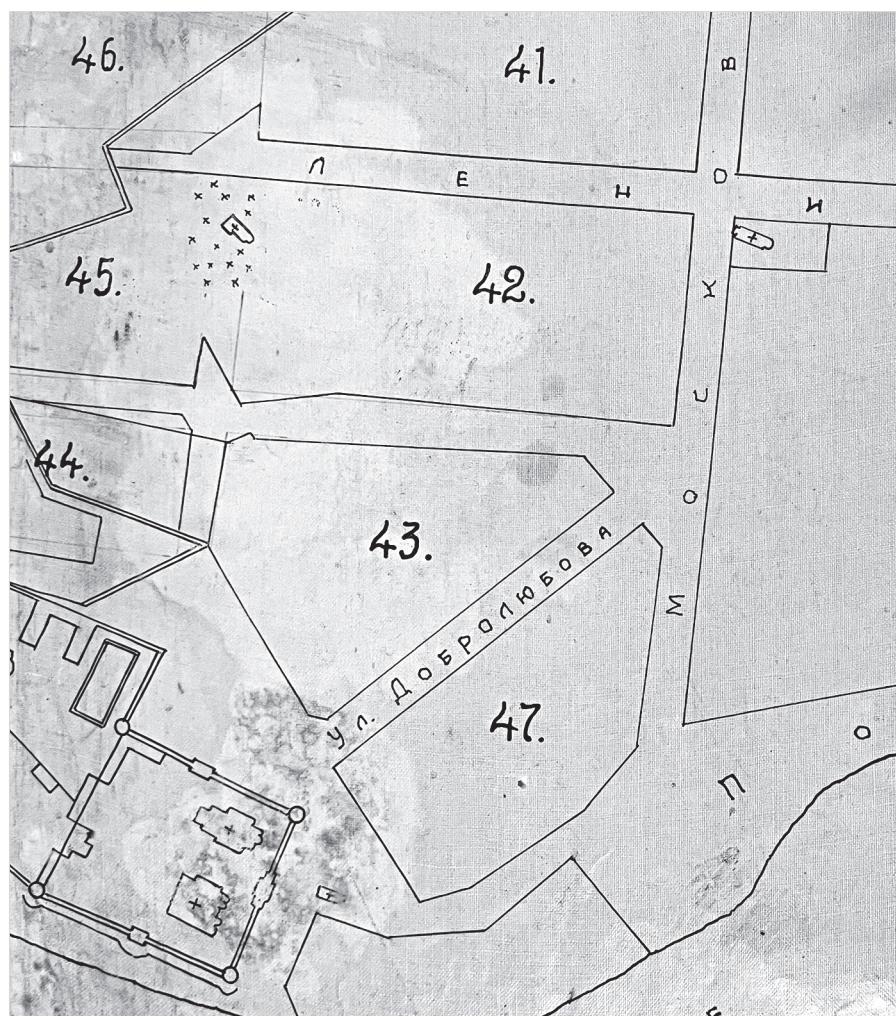 46.
41.
Л Е Н И
М О С К О В
45.
42.
44.
43.
Ул. ДОБРОЛЮБОВА
47.
П О